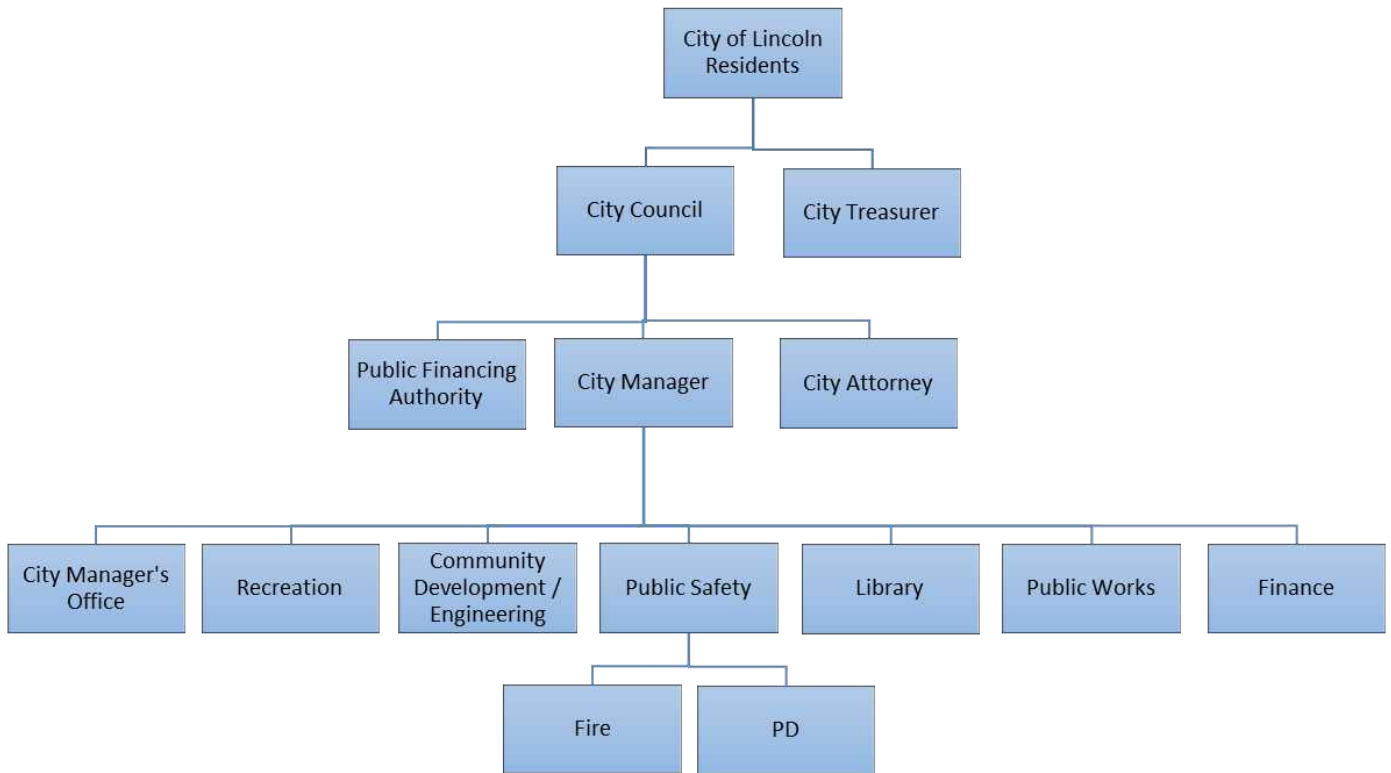 City of Lincoln
Residents
City Council
City Treasurer
Public Financing
Authority
City Manager
City Attorney
City Manager's
Office
Recreation
Community
Development /
Engineering
Public Safety
Library
Public Works
Finance
Fire
PD